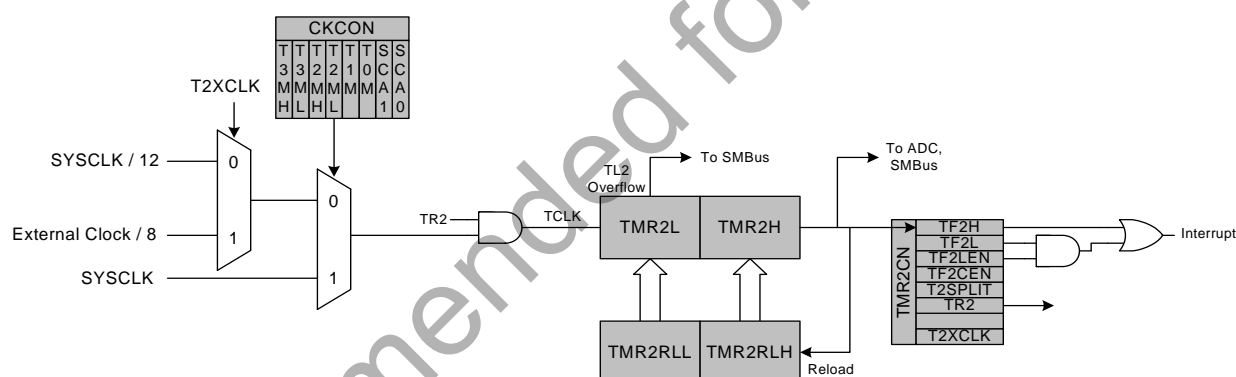 CKCON
T3MH
T3ML
T2MH
T2ML
T1M
T0M
SCA1
SCA0
T2XCLK
SYSCLK / 12
0
External Clock / 8
1
SYSCLK
0
1
TR2
TCLK
TL2
Overflow
To SMBus
To ADC,
SMBus
TMR2L
TMR2H
TMR2RLL
TMR2RLH
Reload
TMR2CN
TF2H
TF2L
TF2LEN
TF2CEN
T2SPLIT
TR2
T2XCLK
Interrupt
mended for